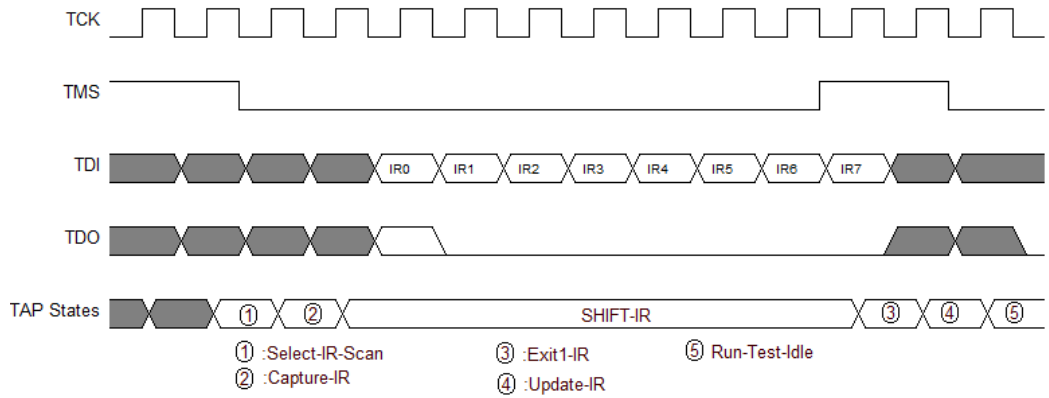 TCK
TMS
TDI IR0 IR1 IR2 IR3 IR4 IR5 IR6 IR7
TDO
TAP States ① ② SHIFT-IR ③ ④ ⑤
① :Select-IR-Scan ③ :Exit1-IR ⑤ Run-Test-Idle
② :Capture-IR ④ :Update-IR